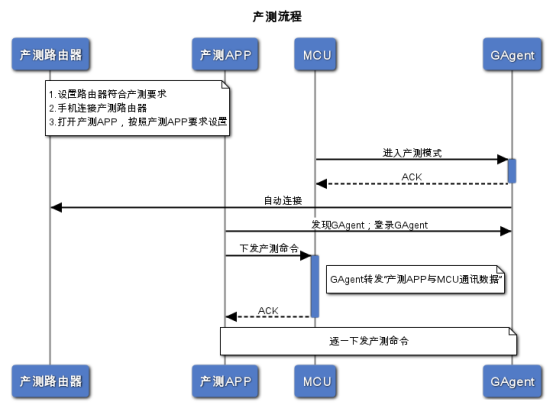 产测流程
产测路由器
产测APP
MCU
GAgent
1.设置路由器符合产测要求
2.手机连接产测路由器
3.打开产测APP，按照产测APP要求设置
进入产测模式
ACK
自动连接
发现GAgent；登录GAgent
下发产测命令
GAgent转发“产测APP与MCU通讯数据”
ACK
逐一下发产测命令
产测路由器
产测APP
MCU
GAgent